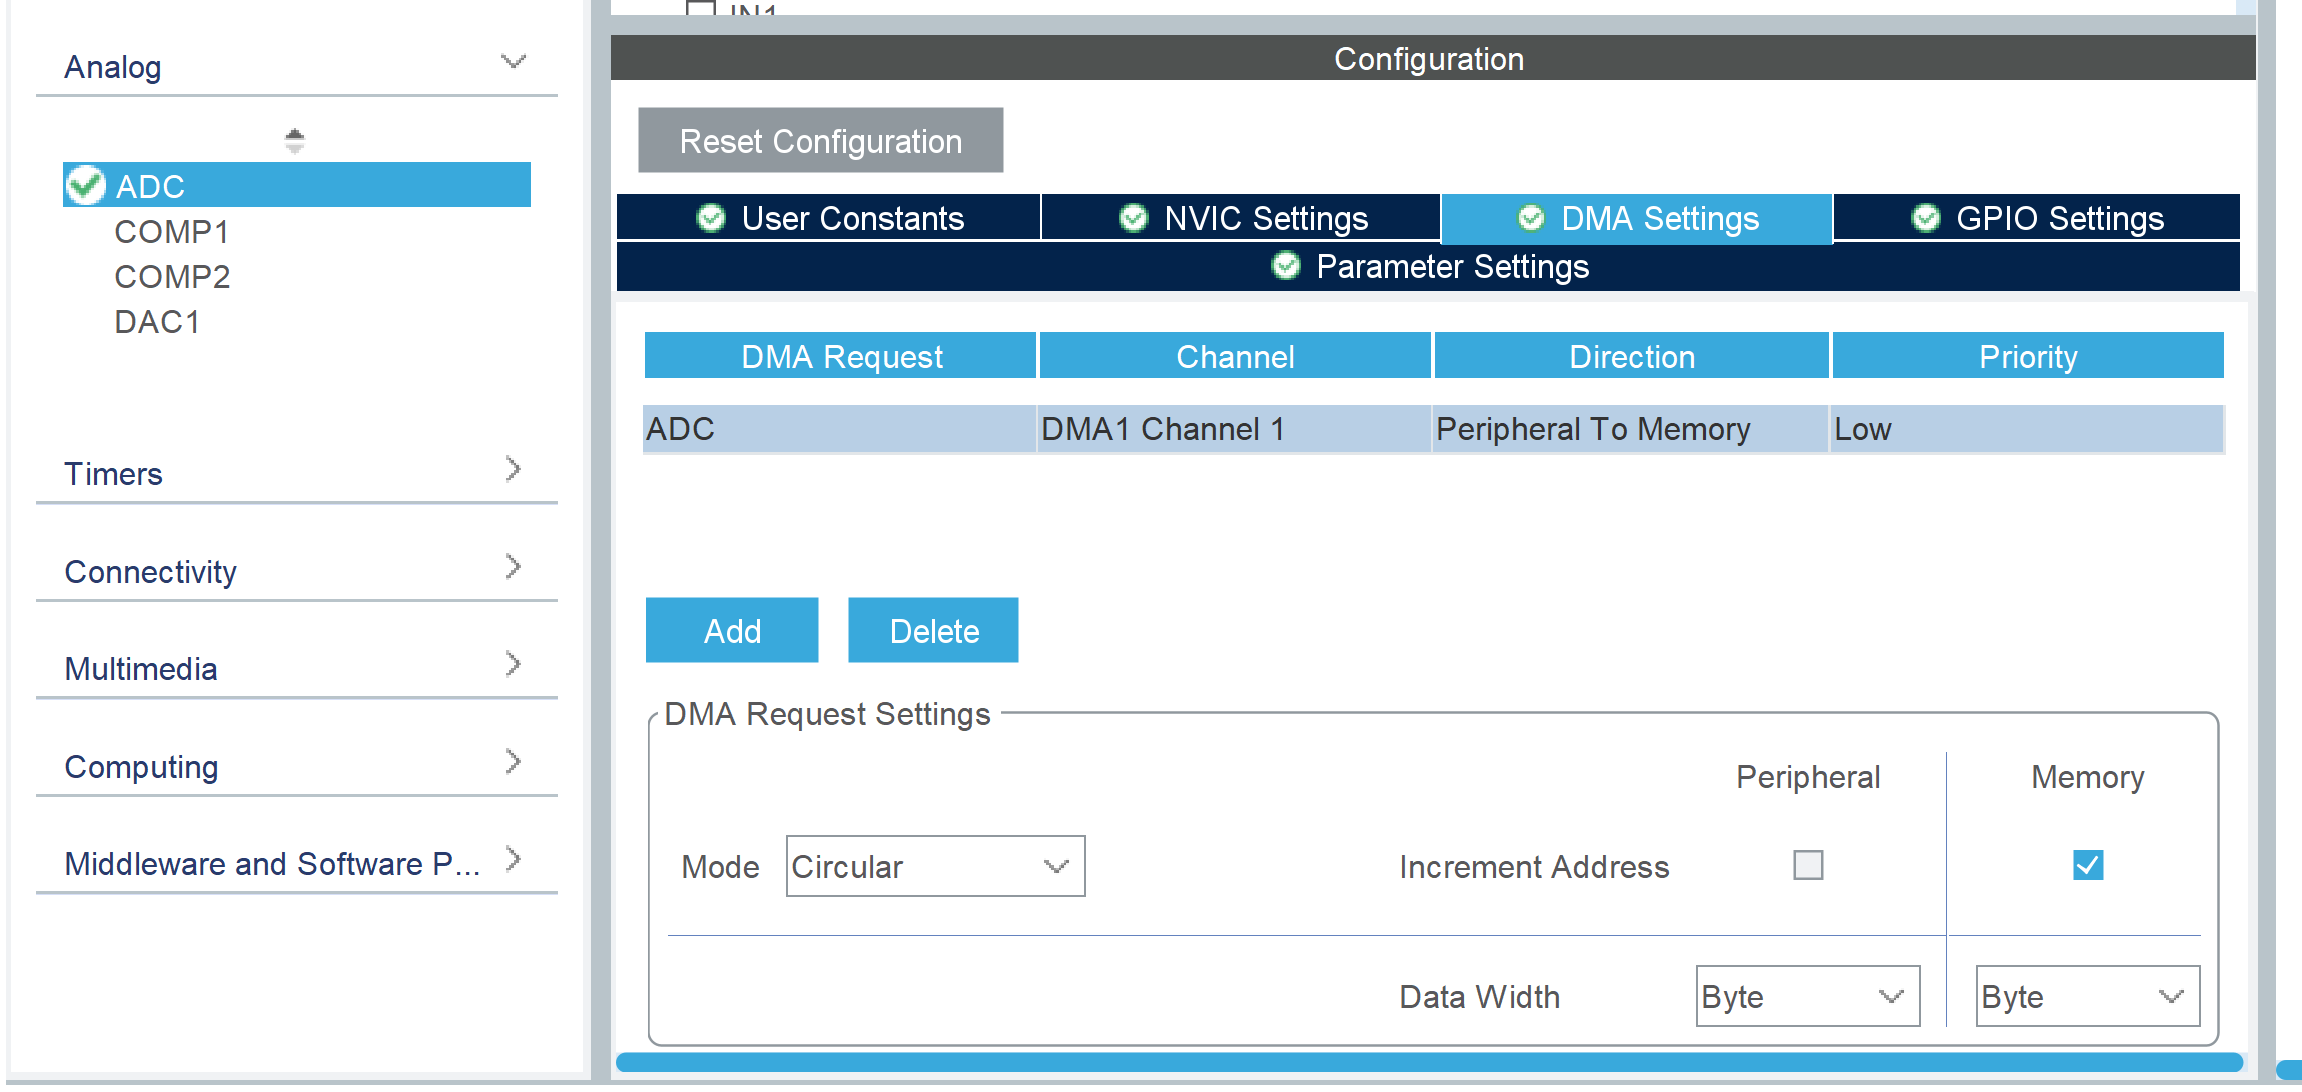 IN1
Analog
ADC
COMP1
COMP2
DAC1
Timers
Connectivity
Multimedia
Computing
Middleware and Software P...
Configuration
Reset Configuration
User Constants
NVIC Settings
DMA Settings
GPIO Settings
Parameter Settings
DMA Request Channel Direction Priority
ADC DMA1 Channel 1 Peripheral To Memory Low
Add Delete
DMA Request Settings
Peripheral Memory
Mode Circular Increment Address
Data Width Byte Byte